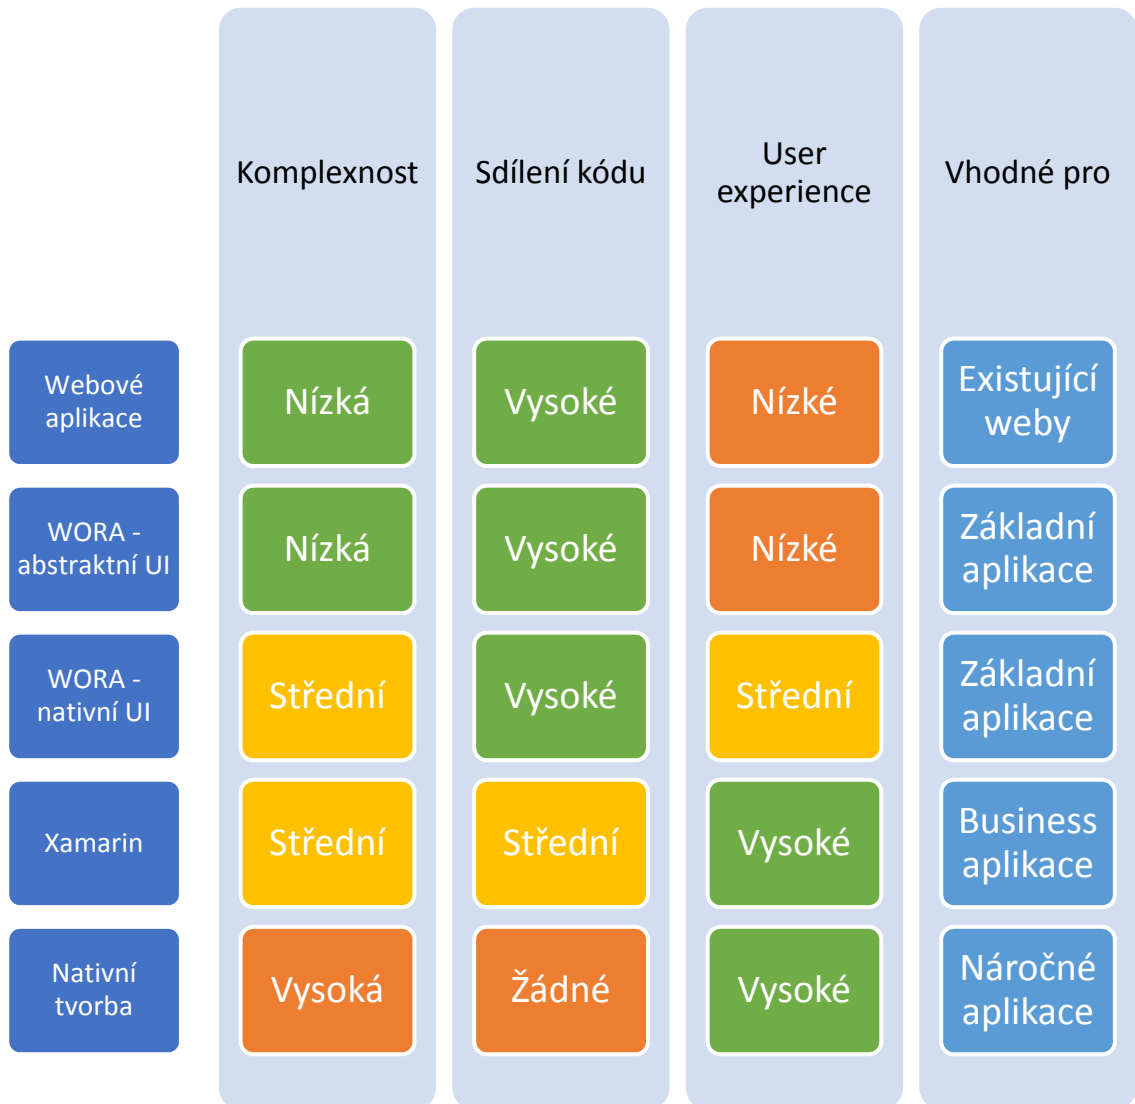 Komplexnost
Sdílení kódu
User
experience
Vhodné pro
Webové
aplikace
Nízká
Vysoké
Nízké
Existující
weby
WORA -
abstraktní UI
Nízká
Vysoké
Nízké
Základní
aplikace
WORA -
nativní UI
Střední
Vysoké
Střední
Základní
aplikace
Xamarin
Střední
Střední
Vysoké
Business
aplikace
Nativní
tvorba
Vysoká
Žádné
Vysoké
Náročné
aplikace